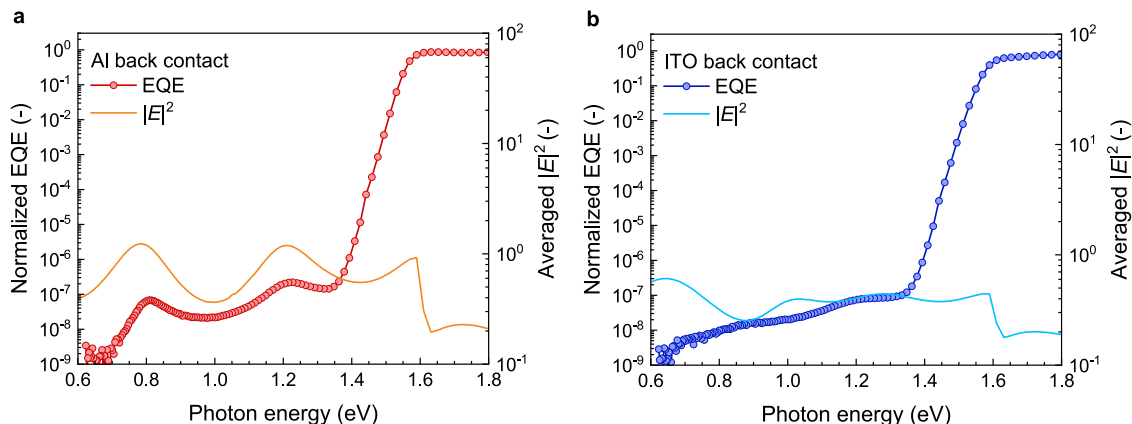 a
Al back contact
EQE
|E|²
Normalized EQE (-)
10⁰
10⁻¹
10⁻²
10⁻³
10⁻⁴
10⁻⁵
10⁻⁶
10⁻⁷
10⁻⁸
10⁻⁹
10²
10¹
10⁰
10⁻¹
Averaged |E|² (-)
0.6 0.8 1.0 1.2 1.4 1.6 1.8
Photon energy (eV)
b
ITO back contact
EQE
|E|²
Normalized EQE (-)
10⁰
10⁻¹
10⁻²
10⁻³
10⁻⁴
10⁻⁵
10⁻⁶
10⁻⁷
10⁻⁸
10⁻⁹
10²
10¹
10⁰
10⁻¹
Averaged |E|² (-)
0.6 0.8 1.0 1.2 1.4 1.6 1.8
Photon energy (eV)